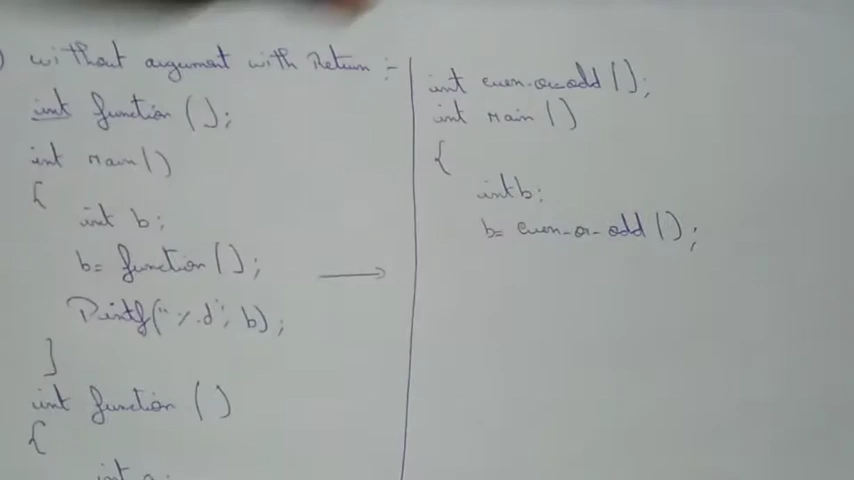 ) without argument with Return :-
int function ( );
int main ( )
{
int b;
b= function ( );
Printf(" %d", b);
}
int function ( )
{
int a;
int even-or-odd ( );
int main ( )
{
int b;
b= even-or-odd ( );